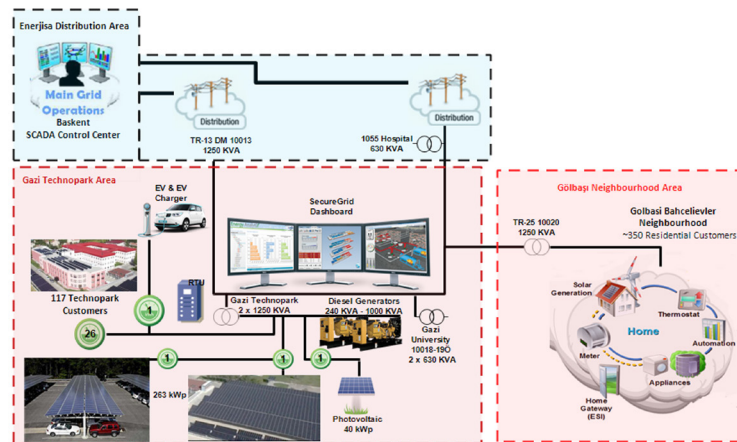 Enerjisa Distribution Area
Main Grid
Operations
Baskent
SCADA Control Center
Distribution
TR-13 DM 10013
1250 KVA
Distribution
1055 Hospital
630 KVA
Gazi Technopark Area
EV & EV
Charger
SecureGrid
Dashboard
117 Technopark
Customers
RTU
1
26
Gazi Technopark
2 x 1250 KVA
Diesel Generators
240 KVA - 1000 KVA
Gazi
University
10018-19O
2 x 630 KVA
1
1
1
263 kWp
Photovoltaic
40 kWp
Gölbaşı Neighbourhood Area
TR-25 10020
1250 KVA
Golbasi Bahcelievler
Neighbourhood
~350 Residential Customers
Solar
Generation
Thermostat
Home
Automation
Meter
Appliances
Home
Gateway
(ESI)